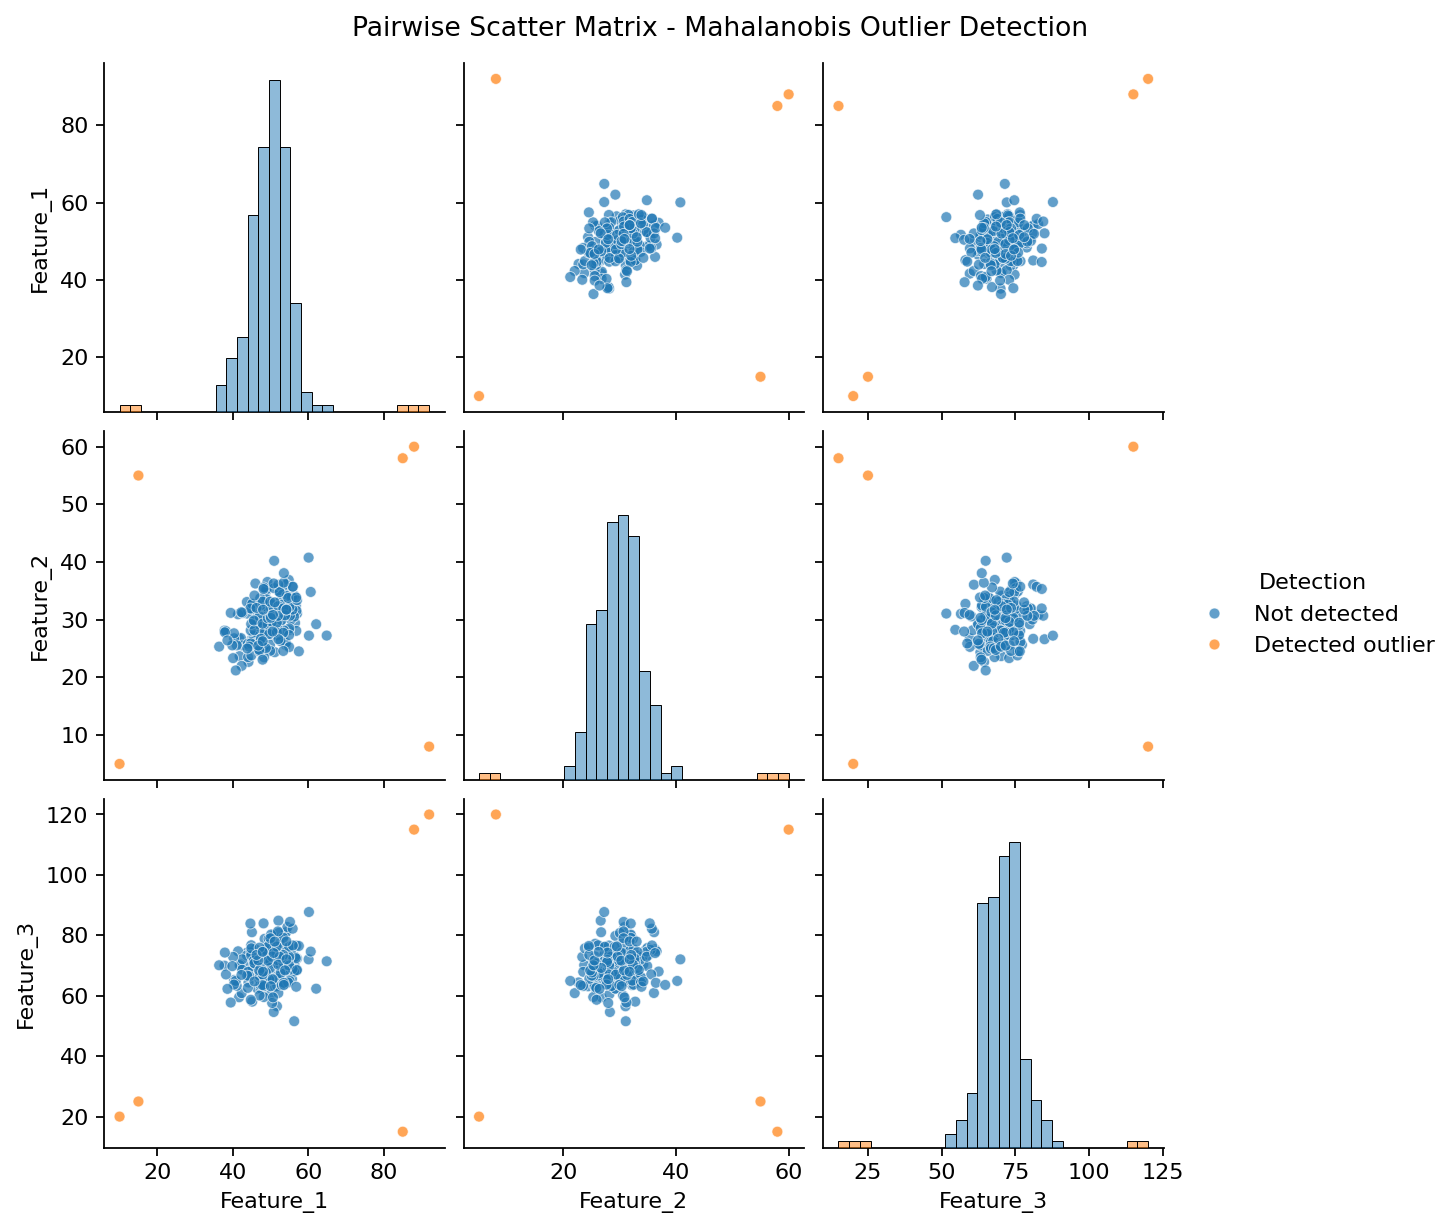 Pairwise Scatter Matrix - Mahalanobis Outlier Detection
Feature_1
80
60
40
20
Feature_2
60
50
40
30
20
10
Detection
Not detected
Detected outlier
Feature_3
120
100
80
60
40
20
20 40 60 80
20 40 60
25 50 75 100 125
Feature_1
Feature_2
Feature_3